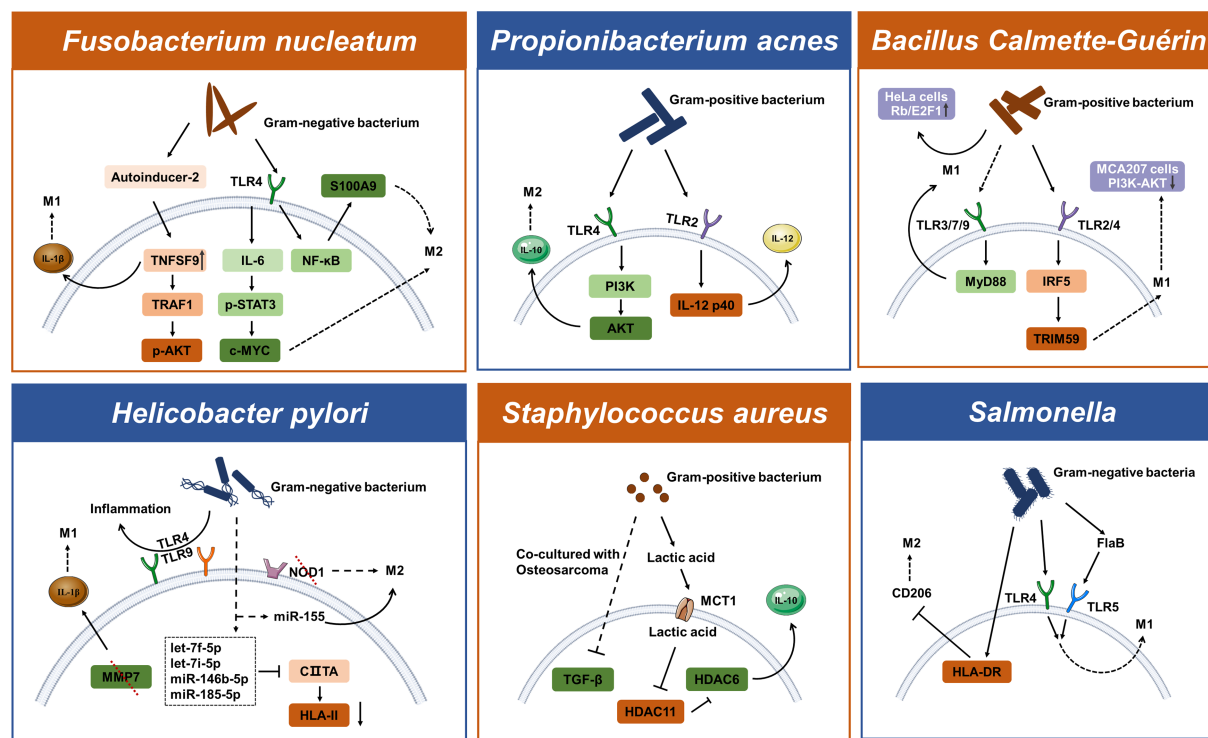 Fusobacterium nucleatum
Gram-negative bacterium
Autoinducer-2
TLR4
S100A9
M1
M2
IL-1β
TNFSF9
IL-6
NF-κB
TRAF1
p-STAT3
p-AKT
c-MYC
Propionibacterium acnes
Gram-positive bacterium
M2
TLR4
TLR2
IL-10
IL-12
PI3K
IL-12 p40
AKT
Bacillus Calmette-Guérin
HeLa cells
Rb/E2F1
Gram-positive bacterium
M1
MCA207 cells
PI3K-AKT
TLR3/7/9
TLR2/4
MyD88
IRF5
M1
TRIM59
Helicobacter pylori
Gram-negative bacterium
Inflammation
TLR4
TLR9
M1
NOD1
M2
IL-1β
miR-155
let-7f-5p
let-7i-5p
miR-146b-5p
miR-185-5p
MMP7
CⅡTA
HLA-II
Staphylococcus aureus
Gram-positive bacterium
Co-cultured with
Osteosarcoma
Lactic acid
MCT1
IL-10
Lactic acid
TGF-β
HDAC6
HDAC11
Salmonella
Gram-negative bacteria
FlaB
M2
CD206
TLR4
TLR5
M1
HLA-DR